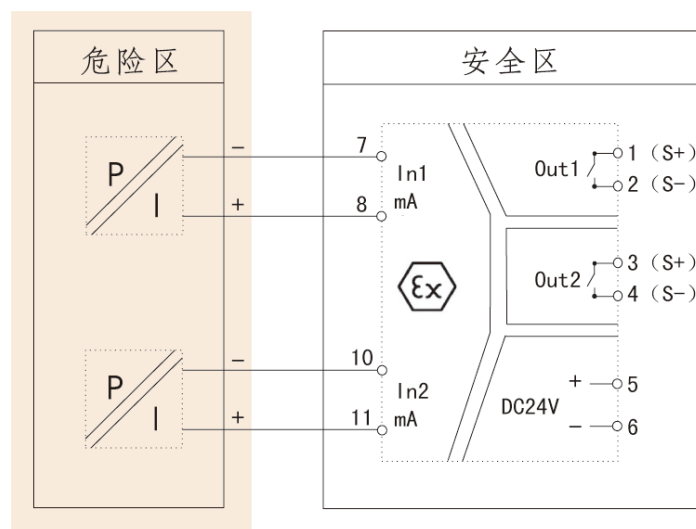 危险区
安全区
P
I
−
+
7
8
In1
mA
Out1
1 (S+)
2 (S−)
εx
Out2
3 (S+)
4 (S−)
P
I
−
+
10
11
In2
mA
DC24V
+
5
−
6